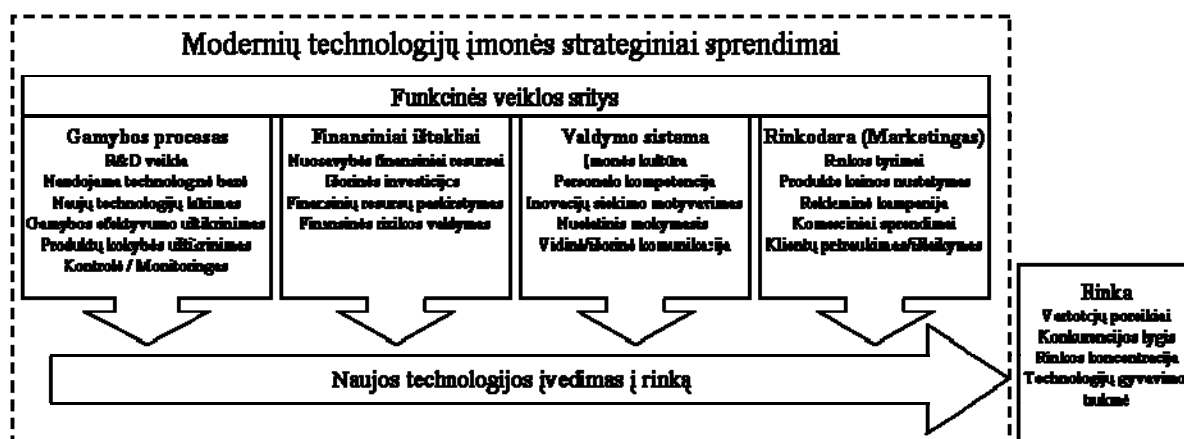 Modernių technologijų įmonės strateginiai sprendimai
Funkcinės veiklos sritys
Gamybos procesas
R&D veikla
Naudojama technologinė bazė
Naujų technologijų kūrimas
Gamybos efektyvumo užtikrinimas
Produktų kokybės užtikrinimas
Kontrolė / Monitoringas
Finansiniai ištekliai
Nuosavybės finansiniai resursai
Išorinės investicijos
Finansinių resursų paskirstymas
Finansinės rizikos valdymas
Valdymo sistema
Įmonės kultūra
Personalo kompetencija
Inovacijų siekimo motyvavimas
Nuolatinis mokymasis
Vidinė/išorinė komunikacija
Rinkodara (Marketingas)
Rinkos tyrimai
Produkto kainos nustatymas
Reklaminė kampanija
Komerciniai sprendimai
Klientų pritraukimas/išlaikymas
Naujos technologijos įvedimas į rinką
Rinka
Vartotojų poreikiai
Konkurencijos lygis
Rinkos koncentracija
Technologijų gyvavimo
trukmė